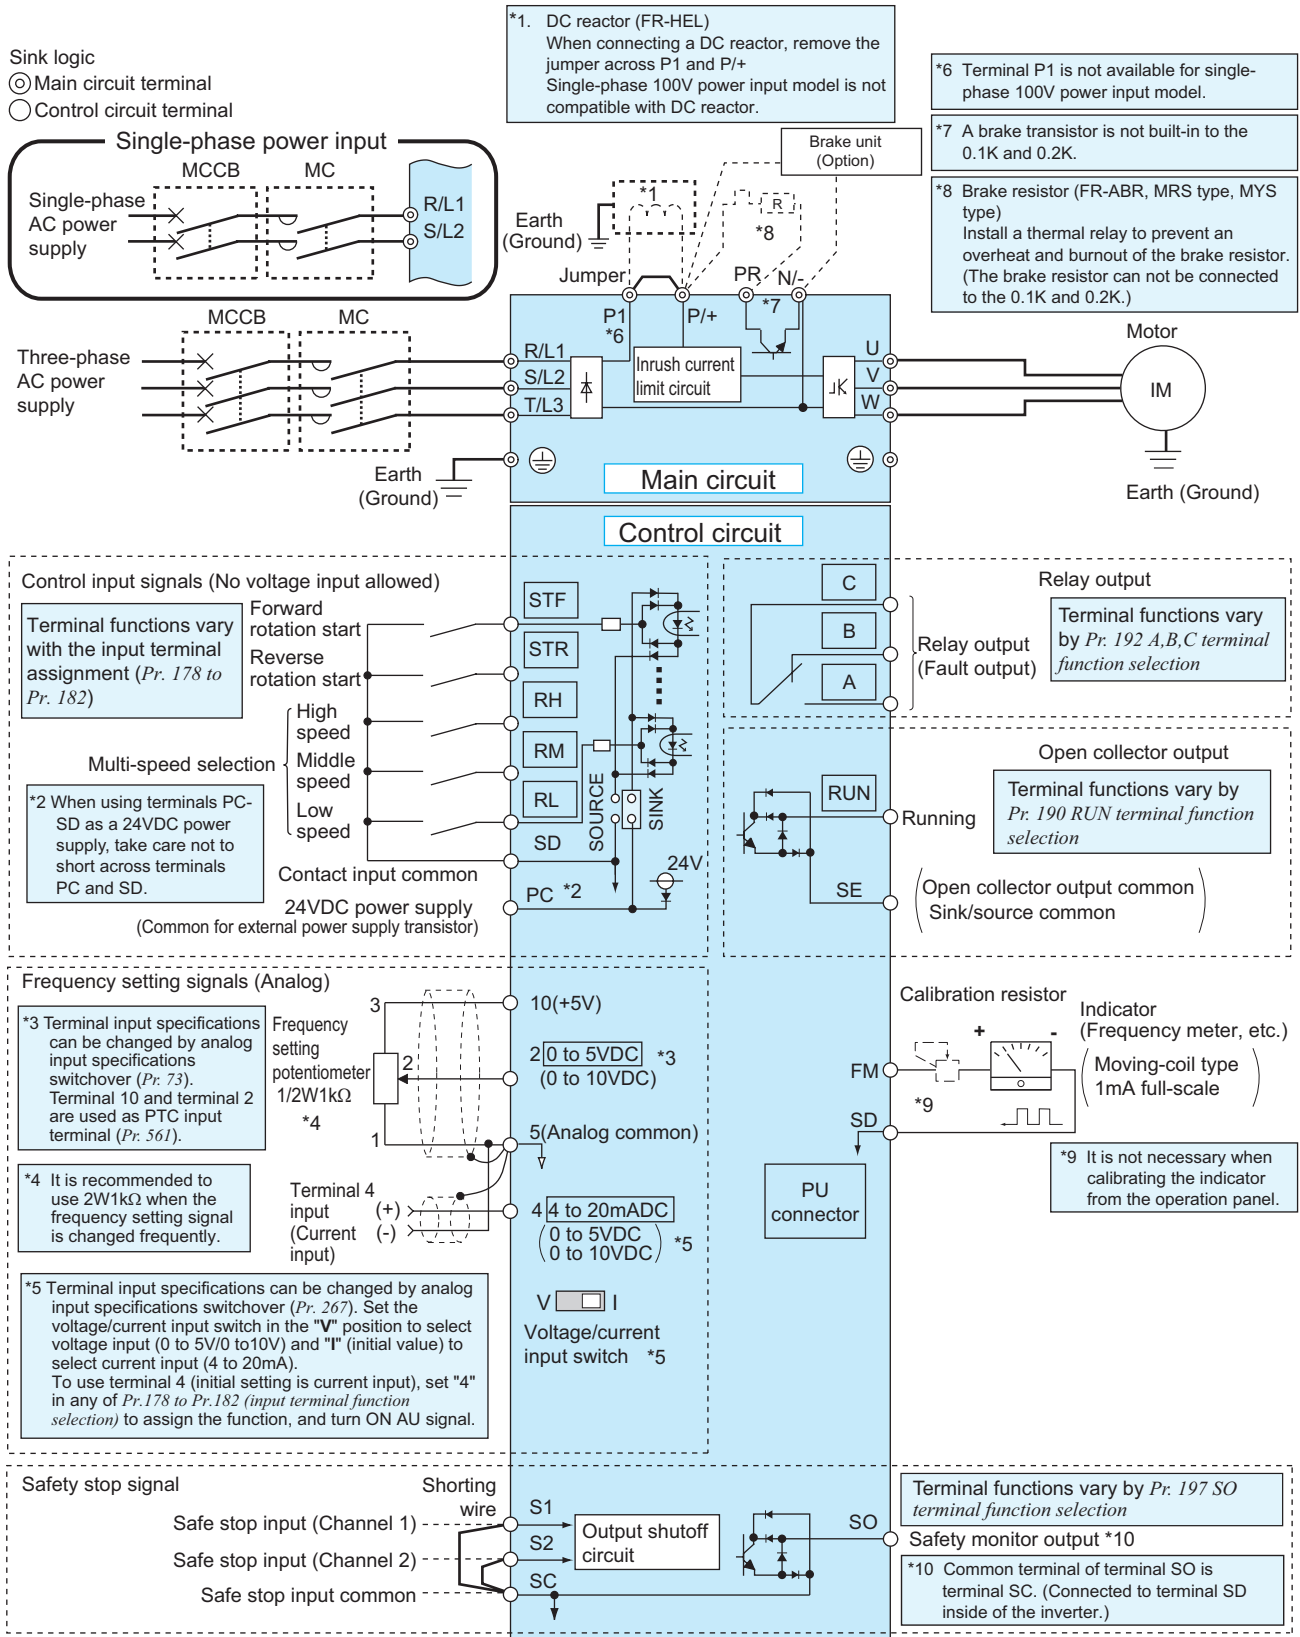 *1. DC reactor (FR-HEL)
When connecting a DC reactor, remove the
jumper across P1 and P/+
Single-phase 100V power input model is not
compatible with DC reactor.
Sink logic
Main circuit terminal
Control circuit terminal
*6 Terminal P1 is not available for single-
phase 100V power input model.
*7 A brake transistor is not built-in to the
0.1K and 0.2K.
*8 Brake resistor (FR-ABR, MRS type, MYS
type)
Install a thermal relay to prevent an
overheat and burnout of the brake resistor.
(The brake resistor can not be connected
to the 0.1K and 0.2K.)
Single-phase power input
MCCB
MC
Single-phase
AC power
supply
R/L1
S/L2
Brake unit
(Option)
*1
R
*8
Earth
(Ground)
Jumper
PR
N/-
P1
*6
P/+
*7
MCCB
MC
Three-phase
AC power
supply
R/L1
S/L2
T/L3
Inrush current
limit circuit
U
V
W
Motor
IM
Earth
(Ground)
Earth (Ground)
Main circuit
Control circuit
Control input signals (No voltage input allowed)
Terminal functions vary
with the input terminal
assignment (Pr. 178 to
Pr. 182)
Forward
rotation start
Reverse
rotation start
High
speed
Multi-speed selection
Middle
speed
Low
speed
*2 When using terminals PC-
SD as a 24VDC power
supply, take care not to
short across terminals
PC and SD.
Contact input common
24VDC power supply
(Common for external power supply transistor)
STF
STR
RH
RM
RL
SD
PC *2
SOURCE
SINK
24V
C
B
A
Relay output
Relay output
(Fault output)
Terminal functions vary
by Pr. 192 A,B,C terminal
function selection
Open collector output
Terminal functions vary by
Pr. 190 RUN terminal function
selection
RUN
Running
SE
Open collector output common
Sink/source common
Frequency setting signals (Analog)
*3 Terminal input specifications
can be changed by analog
input specifications
switchover (Pr. 73).
Terminal 10 and terminal 2
are used as PTC input
terminal (Pr. 561).
Frequency
setting
potentiometer
1/2W1kΩ
*4
3
2
1
10(+5V)
2 0 to 5VDC *3
(0 to 10VDC)
5(Analog common)
*4 It is recommended to
use 2W1kΩ when the
frequency setting signal
is changed frequently.
Terminal 4
input
(Current
input)
(+)
(-)
4 4 to 20mADC
(0 to 5VDC
0 to 10VDC) *5
V I
Voltage/current
input switch *5
*5 Terminal input specifications can be changed by analog
input specifications switchover (Pr. 267). Set the
voltage/current input switch in the "V" position to select
voltage input (0 to 5V/0 to10V) and "I" (initial value) to
select current input (4 to 20mA).
To use terminal 4 (initial setting is current input), set "4"
in any of Pr.178 to Pr.182 (input terminal function
selection) to assign the function, and turn ON AU signal.
Calibration resistor
Indicator
(Frequency meter, etc.)
+
-
Moving-coil type
1mA full-scale
FM
*9
SD
PU
connector
*9 It is not necessary when
calibrating the indicator
from the operation panel.
Safety stop signal
Shorting
wire
Safe stop input (Channel 1)
Safe stop input (Channel 2)
Safe stop input common
S1
S2
SC
Output shutoff
circuit
SO
Terminal functions vary by Pr. 197 SO
terminal function selection
Safety monitor output *10
*10 Common terminal of terminal SO is
terminal SC. (Connected to terminal SD
inside of the inverter.)